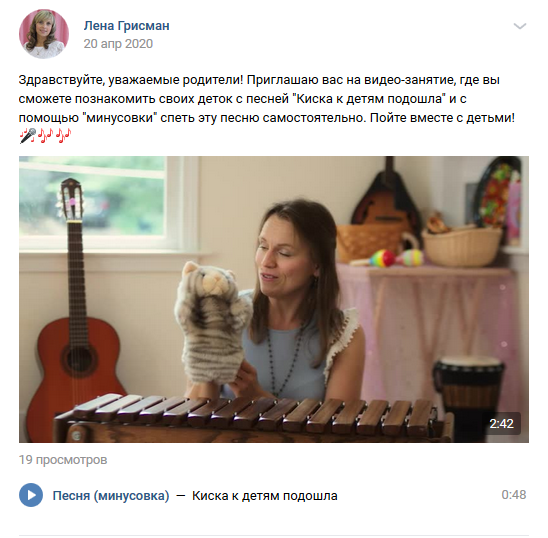 Лена Грисман
20 апр 2020
Здравствуйте, уважаемые родители! Приглашаю вас на видео-занятие, где вы
сможете познакомить своих деток с песней "Киска к детям подошла" и с
помощью "минусовки" спеть эту песню самостоятельно. Пойте вместе с детьми!
🎤🎶🎶
2:42
19 просмотров
Песня (минусовка) — Киска к детям подошла 0:48